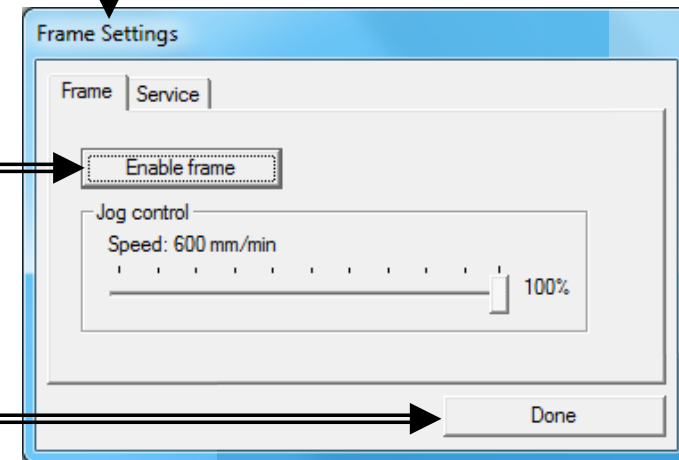 Frame Settings
Frame Service
Enable frame
Jog control
Speed: 600 mm/min
100%
Done